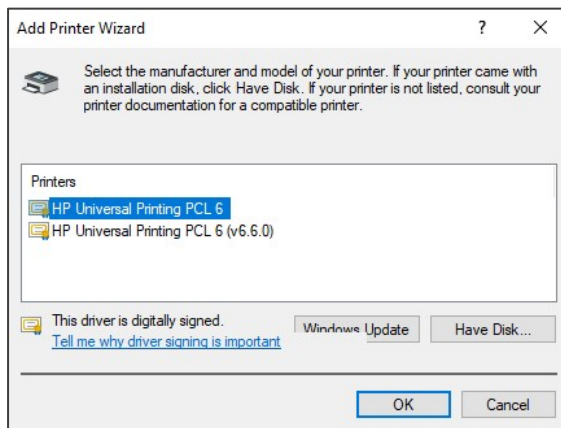 Add Printer Wizard
Select the manufacturer and model of your printer. If your printer came with
an installation disk, click Have Disk. If your printer is not listed, consult your
printer documentation for a compatible printer.
Printers
HP Universal Printing PCL 6
HP Universal Printing PCL 6 (v6.6.0)
This driver is digitally signed.
Tell me why driver signing is important
Windows Update
Have Disk...
OK
Cancel